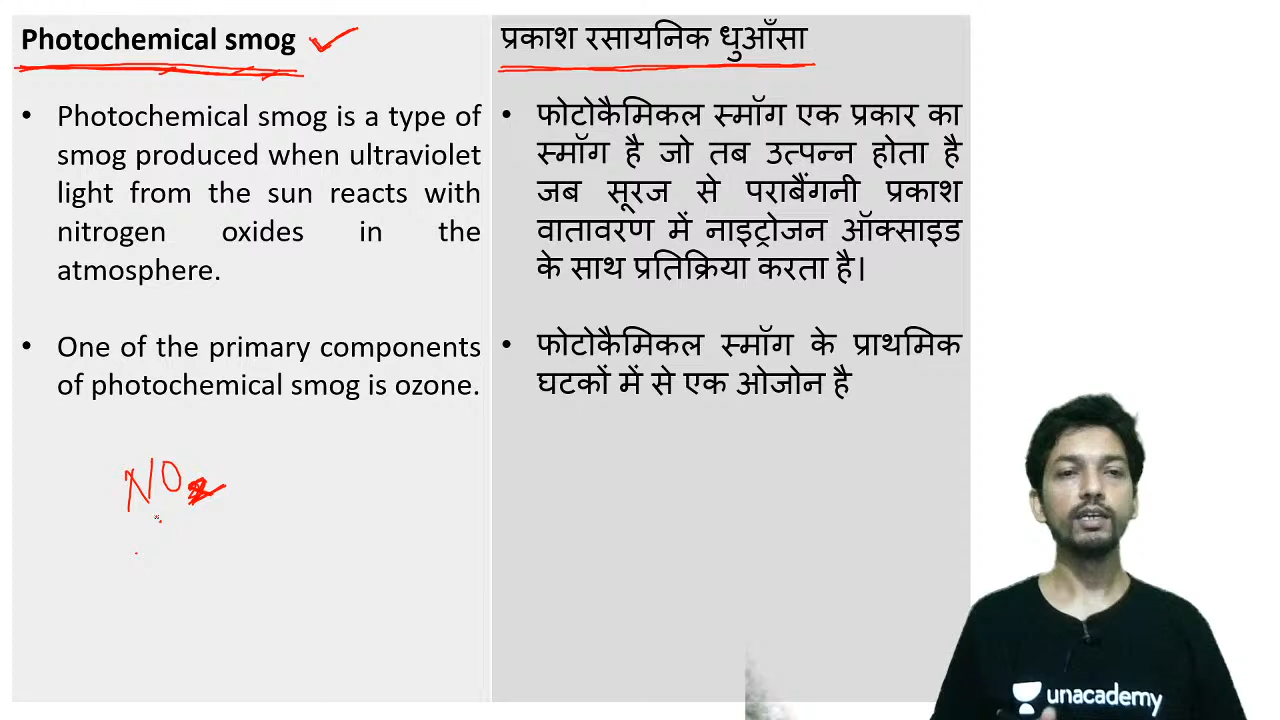 Photochemical smog
• Photochemical smog is a type of
smog produced when ultraviolet
light from the sun reacts with
nitrogen oxides in the
atmosphere.
• One of the primary components
of photochemical smog is ozone.
NO
प्रकाश रसायनिक धुआँसा
• फोटोकैमिकल स्मॉग एक प्रकार का
स्मॉग है जो तब उत्पन्न होता है
जब सूरज से पराबैंगनी प्रकाश
वातावरण में नाइट्रोजन ऑक्साइड
के साथ प्रतिक्रिया करता है।
• फोटोकैमिकल स्मॉग के प्राथमिक
घटकों में से एक ओजोन है
unacademy